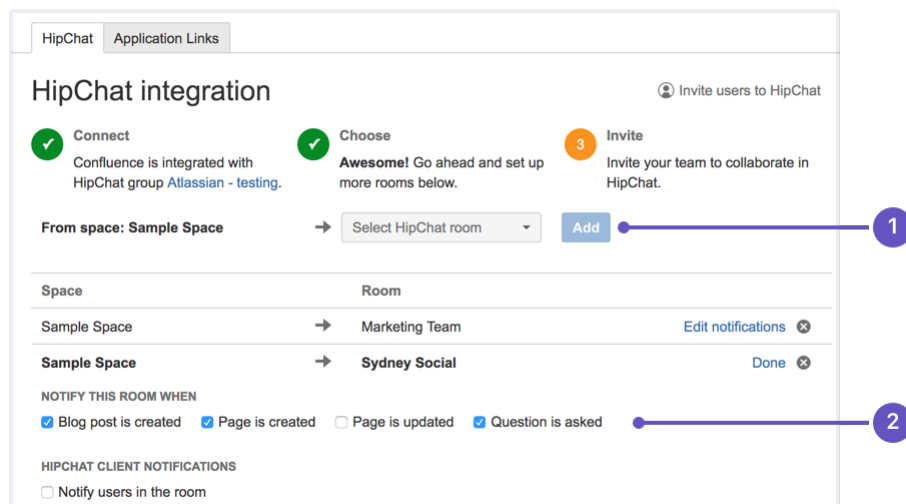 HipChat Application Links
HipChat integration
Invite users to HipChat
Connect
Confluence is integrated with
HipChat group Atlassian - testing.
Choose
Awesome! Go ahead and set up
more rooms below.
3
Invite
Invite your team to collaborate in
HipChat.
From space: Sample Space
Select HipChat room
Add
1
Space Room
Sample Space Marketing Team Edit notifications
Sample Space Sydney Social Done
NOTIFY THIS ROOM WHEN
Blog post is created Page is created Page is updated Question is asked
2
HIPCHAT CLIENT NOTIFICATIONS
Notify users in the room